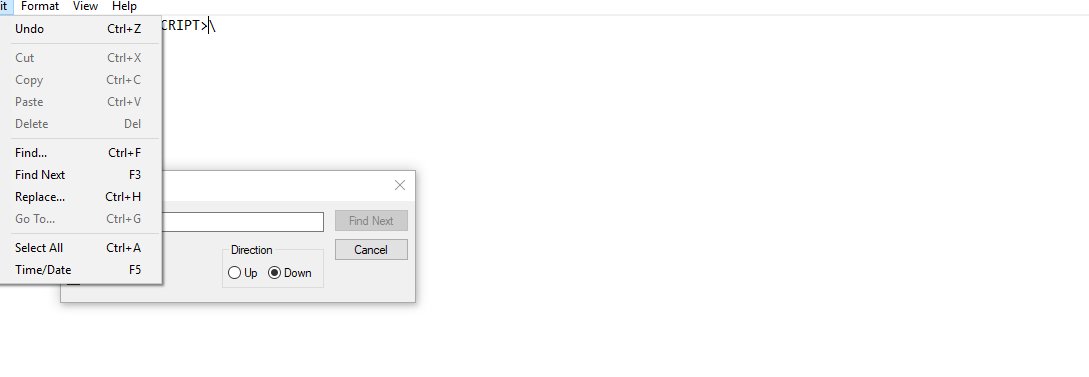 it Format View Help
CRIPT>\
Undo Ctrl+Z
Cut Ctrl+X
Copy Ctrl+C
Paste Ctrl+V
Delete Del
Find... Ctrl+F
Find Next F3
Replace... Ctrl+H
Go To... Ctrl+G
Select All Ctrl+A
Time/Date F5
Find Next
Cancel
Direction
Up Down